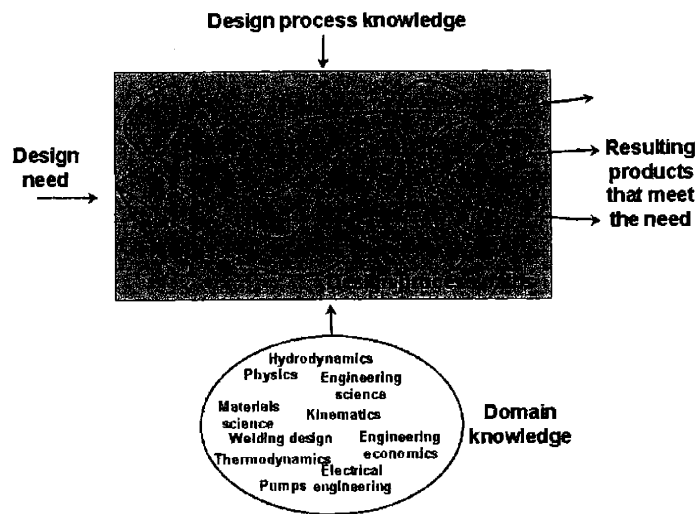 Design process knowledge
Design
need
Resulting
products
that meet
the need
Hydrodynamics
Physics
Engineering
science
Materials
science
Kinematics
Welding design
Engineering
economics
Thermodynamics
Electrical
Pumps engineering
Domain
knowledge